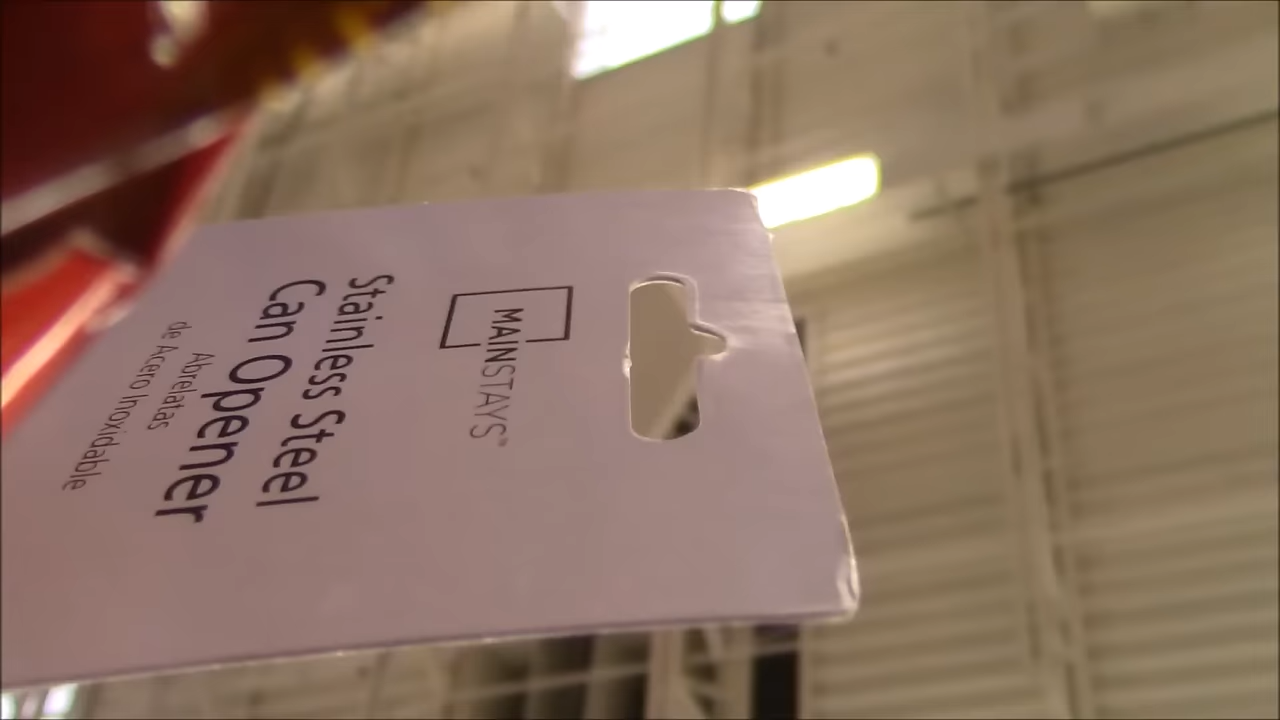 MAINSTAYS®
Stainless Steel
Can Opener
Abrelatas
de Acero Inoxidable